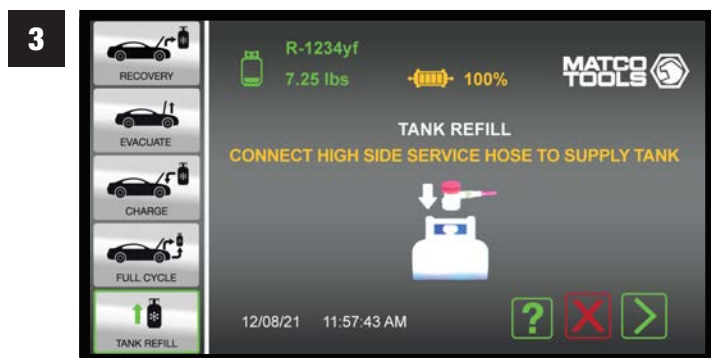 3
RECOVERY
EVACUATE
CHARGE
FULL CYCLE
TANK REFILL
R-1234yf
7.25 lbs
100%
MATCO
TOOLS
TANK REFILL
CONNECT HIGH SIDE SERVICE HOSE TO SUPPLY TANK
12/08/21 11:57:43 AM
?